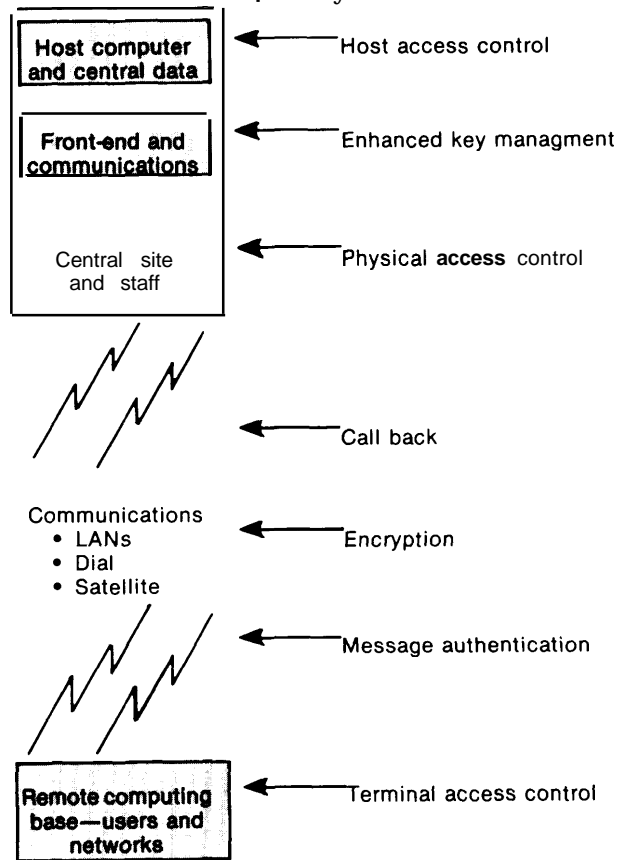 Host computer
and central data
Host access control
Front-end and
communications
Enhanced key managment
Central site
and staff
Physical access control
Call back
Communications
• LANs
• Dial
• Satellite
Encryption
Message authentication
Remote computing
base—users and
networks
Terminal access control